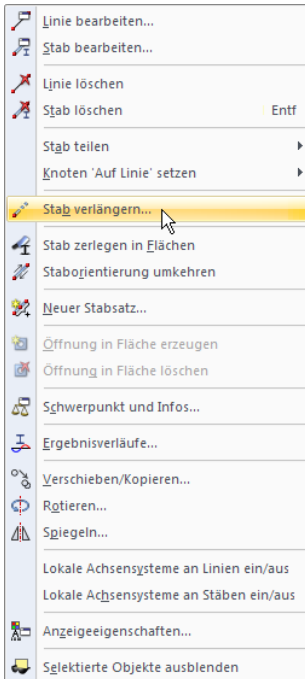 Linie bearbeiten...
Stab bearbeiten...
Linie löschen
Stab löschen Entf
Stab teilen
Knoten 'Auf Linie' setzen
Stab verlängern...
Stab zerlegen in Flächen
Staborientierung umkehren
Neuer Stabsatz...
Öffnung in Fläche erzeugen
Öffnung in Fläche löschen
Schwerpunkt und Infos...
Ergebnisverläufe...
Verschieben/Kopieren...
Rotieren...
Spiegeln...
Lokale Achsensysteme an Linien ein/aus
Lokale Achsensysteme an Stäben ein/aus
Anzeigeeigenschaften...
Selektierte Objekte ausblenden